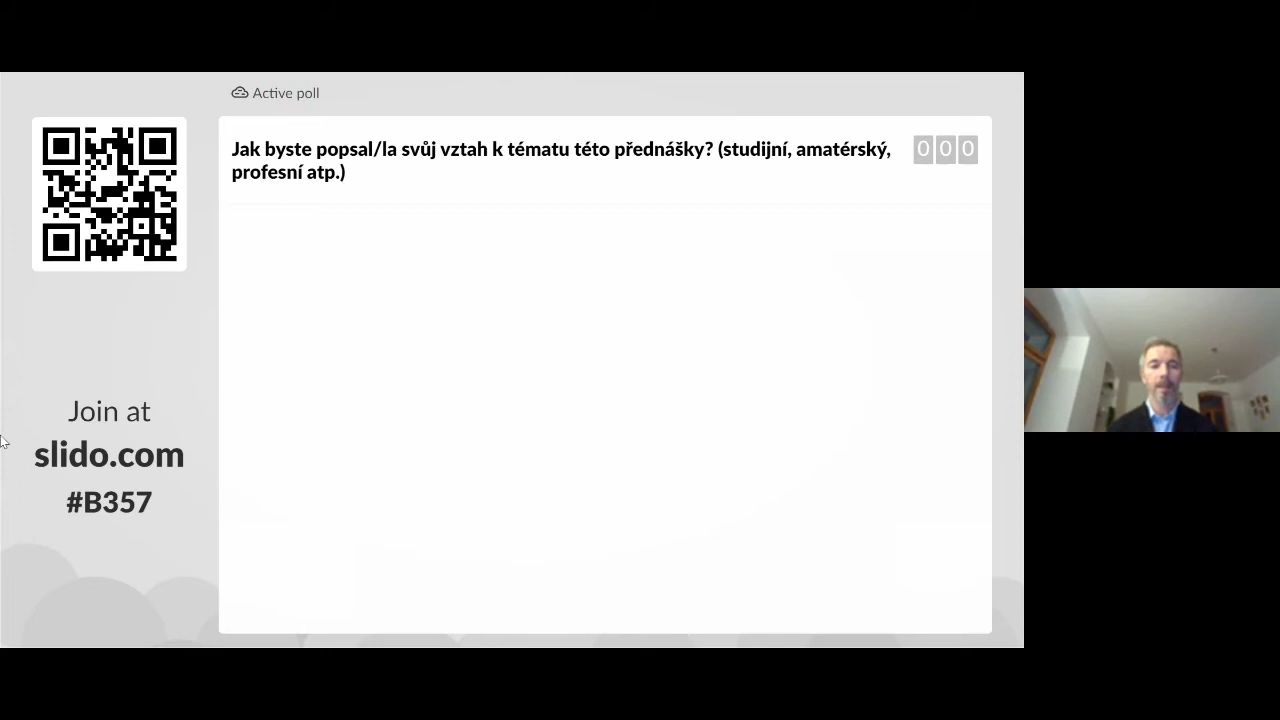 Active poll
Jak byste popsal/la svůj vztah k tématu této přednášky? (studijní, amatérský,
profesní atp.)
000
Join at
slido.com
#B357